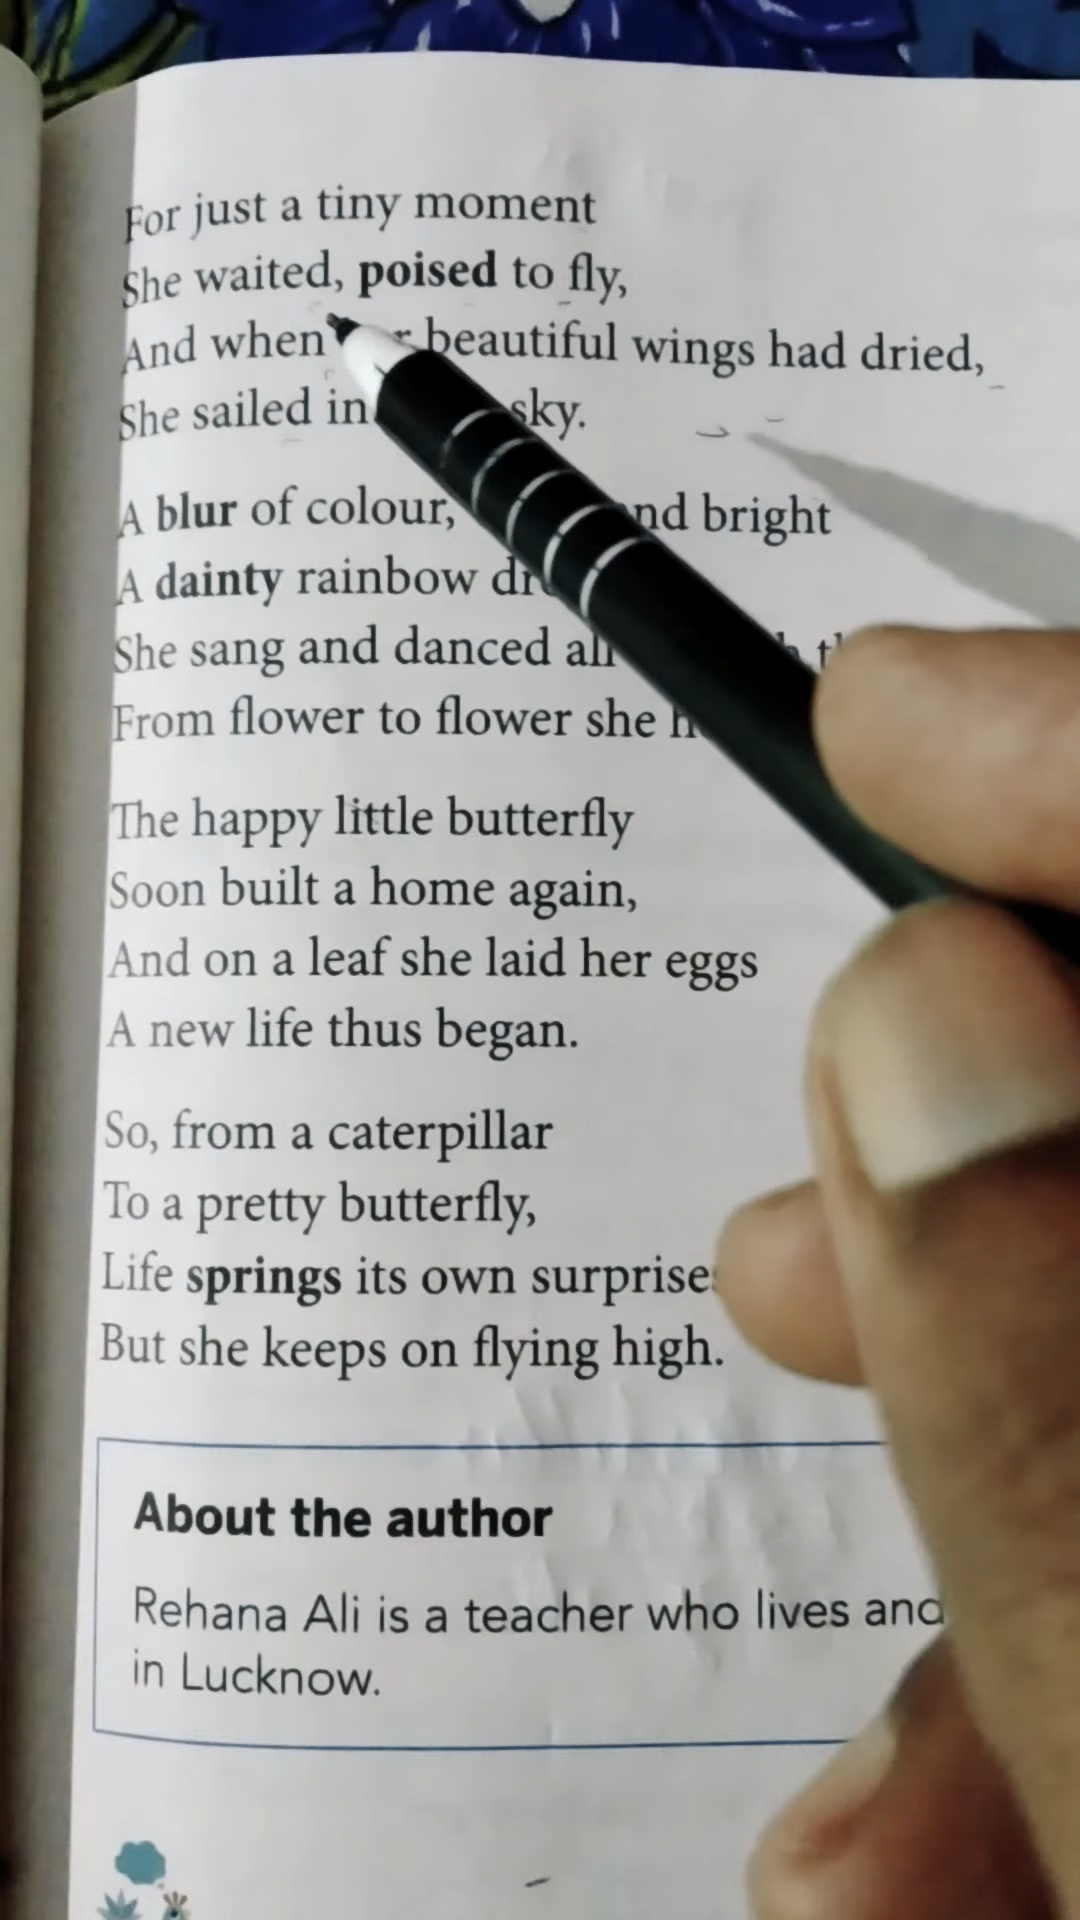 For just a tiny moment
She waited, poised to fly,
And when beautiful wings had dried,
She sailed in sky.
A blur of colour, and bright
A dainty rainbow
She sang and danced all
From flower to flower she
The happy little butterfly
Soon built a home again,
And on a leaf she laid her eggs
A new life thus began.
So, from a caterpillar
To a pretty butterfly,
Life springs its own surprises
But she keeps on flying high.
About the author
Rehana Ali is a teacher who lives and
in Lucknow.